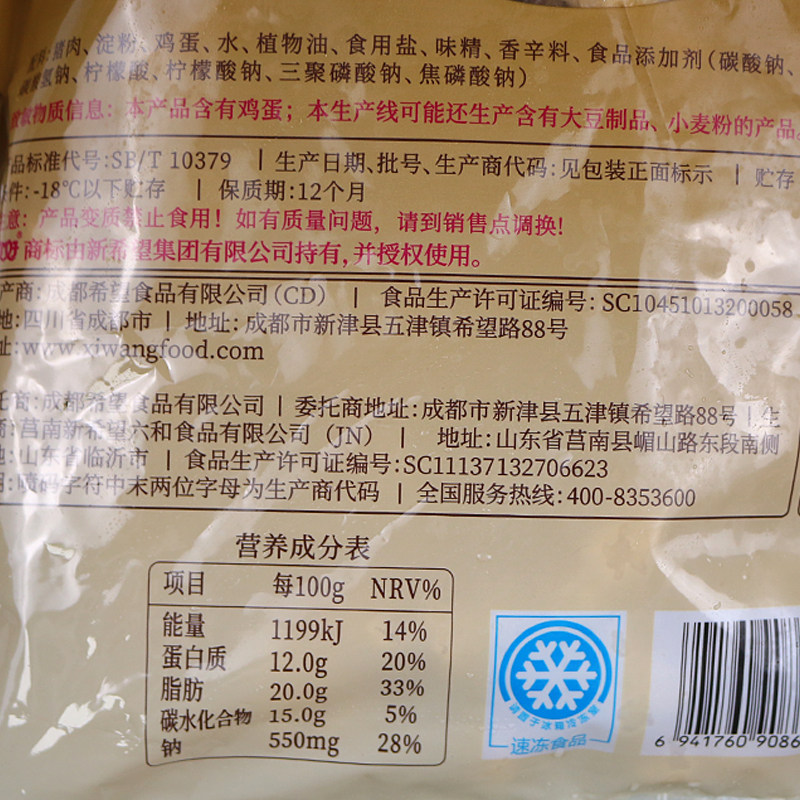 配料:猪肉、淀粉、鸡蛋、水、植物油、食用盐、味精、香辛料、食品添加剂(碳酸钠、
碳酸氢钠、柠檬酸、柠檬酸钠、三聚磷酸钠、焦磷酸钠)
致敏物质信息：本产品含有鸡蛋；本生产线可能还生产含有大豆制品、小麦粉的产品。
品标准代号:SB/T 10379 | 生产日期、批号、生产商代码:见包装正面标示 | 贮存
件:-18℃以下贮存 | 保质期:12个月
意：产品变质禁止食用！如有质量问题，请到销售点调换!
商标由新希望集团有限公司持有,并授权使用。
产商:成都希望食品有限公司(CD) | 食品生产许可证编号: SC10451013200058
地:四川省成都市 | 地址: 成都市新津县五津镇希望路88号
址:www.xiwangfood.com
托商:成都希望食品有限公司 | 委托商地址:成都市新津县五津镇希望路88号 | 生
商:莒南新希望六和食品有限公司 (JN) | 地址:山东省莒南县嵋山路东段南侧
地:山东省临沂市 | 食品生产许可证编号:SC11137132706623
明:喷码字符中末两位字母为生产商代码 | 全国服务热线:400-8353600
营养成分表
项目 每100g NRV%
能量 1199kJ 14%
蛋白质 12.0g 20%
脂肪 20.0g 33%
碳水化合物 15.0g 5%
钠 550mg 28%
请置于冰箱冷冻室
速冻食品
6 941760 9086